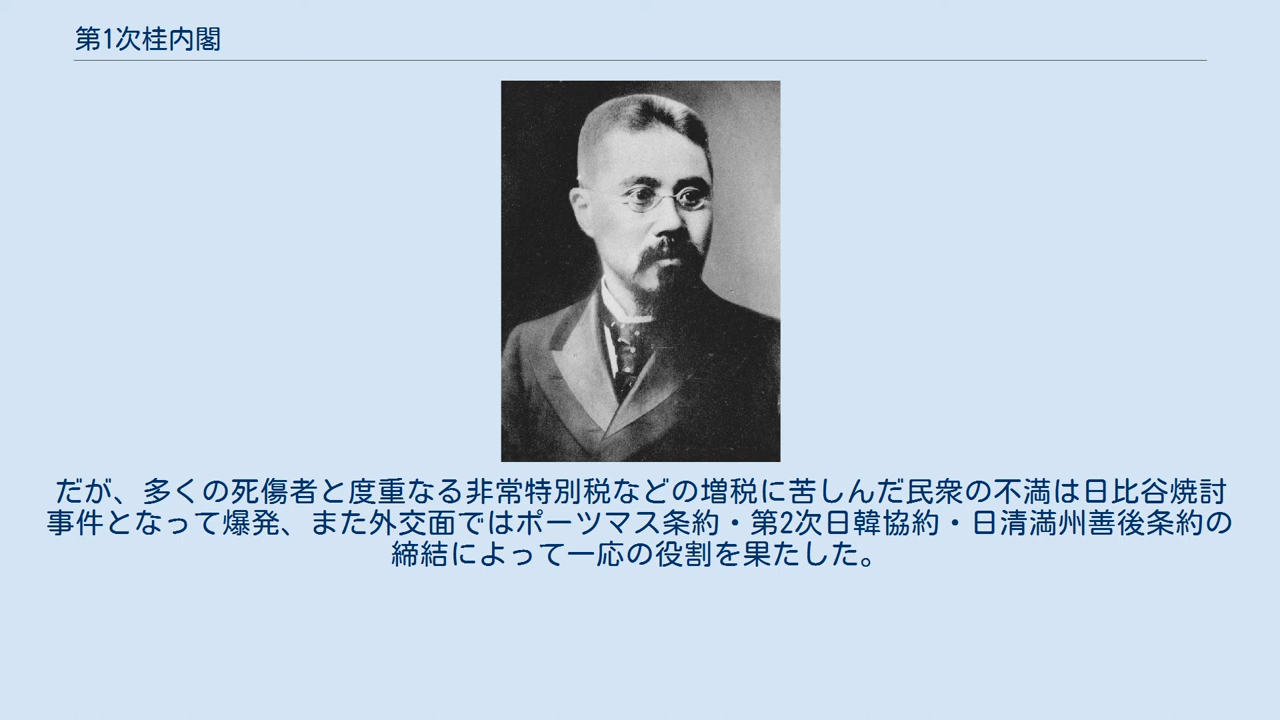 第1次桂内閣
だが、多くの死傷者と度重なる非常特別税などの増税に苦しんだ民衆の不満は日比谷焼討
事件となって爆発、また外交面ではポーツマス条約・第2次日韓協約・日清満州善後条約の
締結によって一応の役割を果たした。